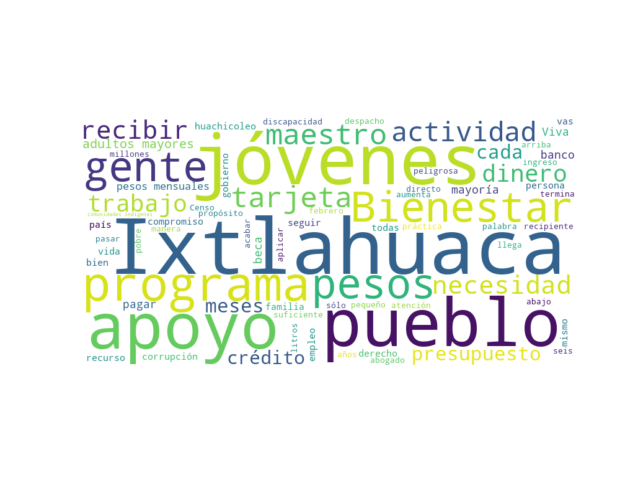 recibir
huachicoleo
discapacidad
despacho
vas
maestro
actividad
Viva
adultos mayores
arriba
millones
gente
jóvenes
cada
banco
ingreso
peligrosa
dinero
pesos mensuales
gobierno
mayoría
persona
directo
aumenta
termina
trabajo
tarjeta
Bienestar
Censo
comunidades indígenas
propósito
febrero
país
compromiso
seguir
todas
práctica
palabra
recipiente
manera
pasar
pobre
Ixtlahuaca
acabar
aplicar
llega
vida
bien
programa
pesos
necesidad
pagar
meses
beca
familia
sólo
pequeño
atención
abajo
suficiente
apoyo
pueblo
mismo
litros
empleo
recurso
corrupción
crédito
años
derecho
abogado
presupuesto
seis